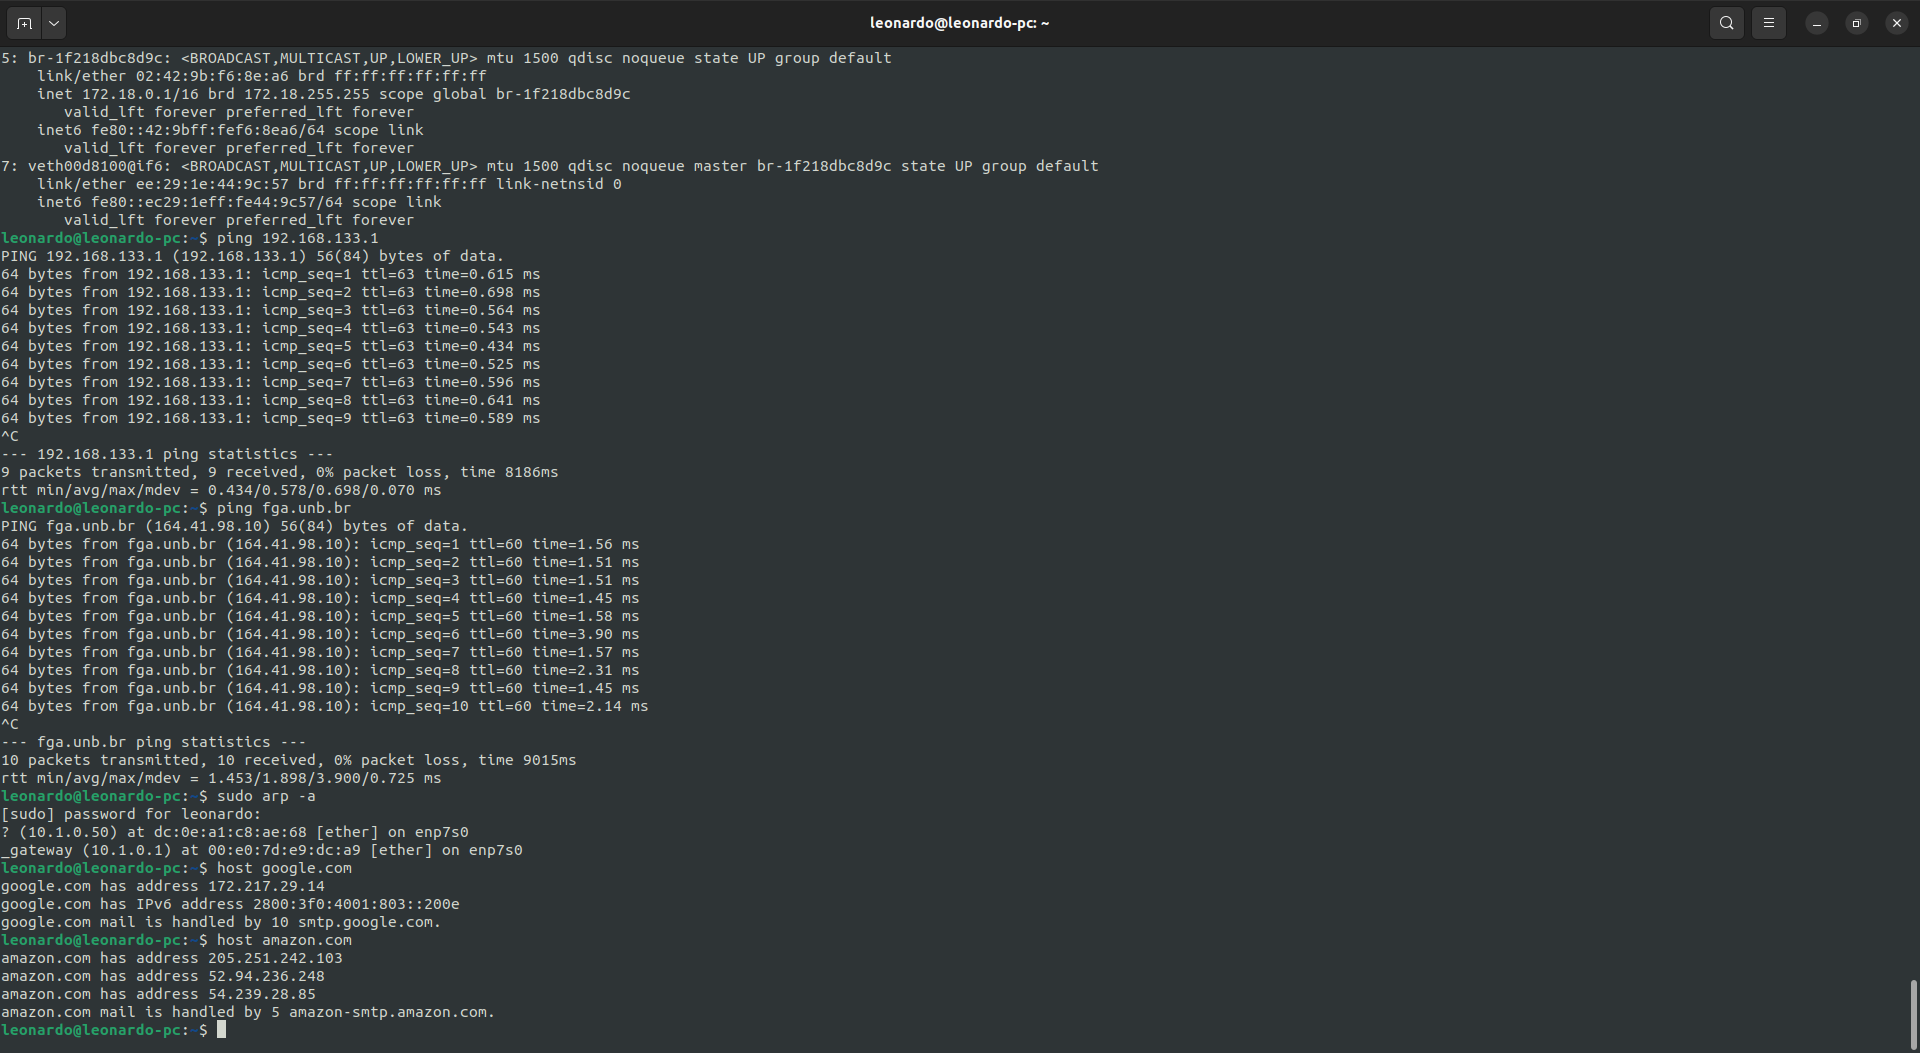 leonardo@leonardo-pc: ~
5: br-1f218dbc8d9c: <BROADCAST,MULTICAST,UP,LOWER_UP> mtu 1500 qdisc noqueue state UP group default
    link/ether 02:42:9b:f6:8e:a6 brd ff:ff:ff:ff:ff:ff
    inet 172.18.0.1/16 brd 172.18.255.255 scope global br-1f218dbc8d9c
       valid_lft forever preferred_lft forever
    inet6 fe80::42:9bff:fef6:8ea6/64 scope link
       valid_lft forever preferred_lft forever
7: veth00d8100@if6: <BROADCAST,MULTICAST,UP,LOWER_UP> mtu 1500 qdisc noqueue master br-1f218dbc8d9c state UP group default
    link/ether ee:29:1e:44:9c:57 brd ff:ff:ff:ff:ff:ff link-netnsid 0
    inet6 fe80::ec29:1eff:fe44:9c57/64 scope link
       valid_lft forever preferred_lft forever
leonardo@leonardo-pc:~$ ping 192.168.133.1
PING 192.168.133.1 (192.168.133.1) 56(84) bytes of data.
64 bytes from 192.168.133.1: icmp_seq=1 ttl=63 time=0.615 ms
64 bytes from 192.168.133.1: icmp_seq=2 ttl=63 time=0.698 ms
64 bytes from 192.168.133.1: icmp_seq=3 ttl=63 time=0.564 ms
64 bytes from 192.168.133.1: icmp_seq=4 ttl=63 time=0.543 ms
64 bytes from 192.168.133.1: icmp_seq=5 ttl=63 time=0.434 ms
64 bytes from 192.168.133.1: icmp_seq=6 ttl=63 time=0.525 ms
64 bytes from 192.168.133.1: icmp_seq=7 ttl=63 time=0.596 ms
64 bytes from 192.168.133.1: icmp_seq=8 ttl=63 time=0.641 ms
64 bytes from 192.168.133.1: icmp_seq=9 ttl=63 time=0.589 ms
^C
--- 192.168.133.1 ping statistics ---
9 packets transmitted, 9 received, 0% packet loss, time 8186ms
rtt min/avg/max/mdev = 0.434/0.578/0.698/0.070 ms
leonardo@leonardo-pc:~$ ping fga.unb.br
PING fga.unb.br (164.41.98.10) 56(84) bytes of data.
64 bytes from fga.unb.br (164.41.98.10): icmp_seq=1 ttl=60 time=1.56 ms
64 bytes from fga.unb.br (164.41.98.10): icmp_seq=2 ttl=60 time=1.51 ms
64 bytes from fga.unb.br (164.41.98.10): icmp_seq=3 ttl=60 time=1.51 ms
64 bytes from fga.unb.br (164.41.98.10): icmp_seq=4 ttl=60 time=1.45 ms
64 bytes from fga.unb.br (164.41.98.10): icmp_seq=5 ttl=60 time=1.58 ms
64 bytes from fga.unb.br (164.41.98.10): icmp_seq=6 ttl=60 time=3.90 ms
64 bytes from fga.unb.br (164.41.98.10): icmp_seq=7 ttl=60 time=1.57 ms
64 bytes from fga.unb.br (164.41.98.10): icmp_seq=8 ttl=60 time=2.31 ms
64 bytes from fga.unb.br (164.41.98.10): icmp_seq=9 ttl=60 time=1.45 ms
64 bytes from fga.unb.br (164.41.98.10): icmp_seq=10 ttl=60 time=2.14 ms
^C
--- fga.unb.br ping statistics ---
10 packets transmitted, 10 received, 0% packet loss, time 9015ms
rtt min/avg/max/mdev = 1.453/1.898/3.900/0.725 ms
leonardo@leonardo-pc:~$ sudo arp -a
[sudo] password for leonardo:
? (10.1.0.50) at dc:0e:a1:c8:ae:68 [ether] on enp7s0
_gateway (10.1.0.1) at 00:e0:7d:e9:dc:a9 [ether] on enp7s0
leonardo@leonardo-pc:~$ host google.com
google.com has address 172.217.29.14
google.com has IPv6 address 2800:3f0:4001:803::200e
google.com mail is handled by 10 smtp.google.com.
leonardo@leonardo-pc:~$ host amazon.com
amazon.com has address 205.251.242.103
amazon.com has address 52.94.236.248
amazon.com has address 54.239.28.85
amazon.com mail is handled by 5 amazon-smtp.amazon.com.
leonardo@leonardo-pc:~$